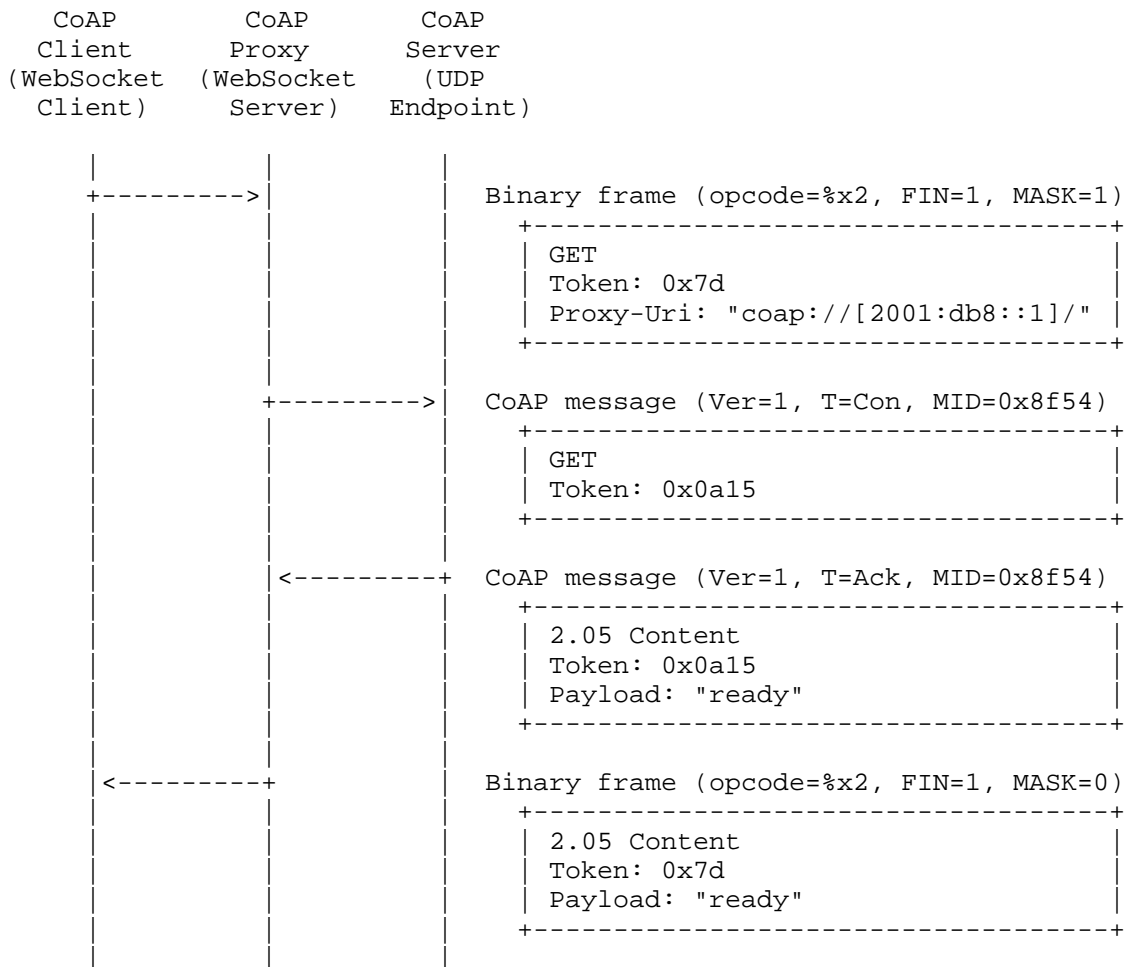 CoAP CoAP CoAP
Client Proxy Server
(WebSocket (WebSocket (UDP
Client) Server) Endpoint)
Binary frame (opcode=%x2, FIN=1, MASK=1)
GET
Token: 0x7d
Proxy-Uri: "coap://[2001:db8::1]/"
CoAP message (Ver=1, T=Con, MID=0x8f54)
GET
Token: 0x0a15
CoAP message (Ver=1, T=Ack, MID=0x8f54)
2.05 Content
Token: 0x0a15
Payload: "ready"
Binary frame (opcode=%x2, FIN=1, MASK=0)
2.05 Content
Token: 0x7d
Payload: "ready"